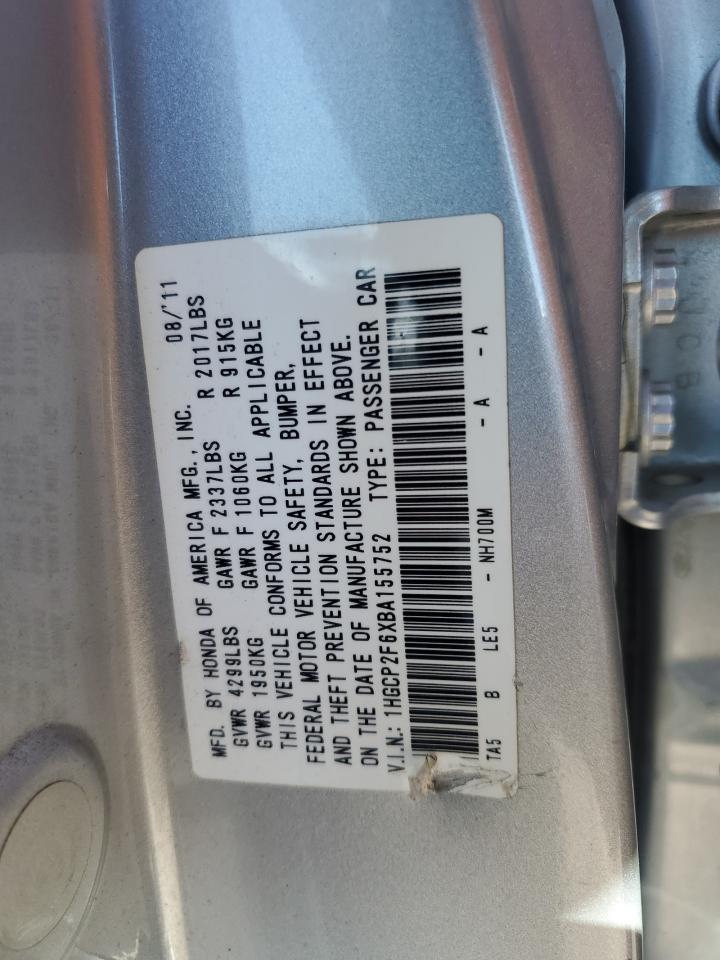 MFD. BY HONDA OF AMERICA MFG., INC. 08/'11
GVWR 4299LBS GAWR F 2337LBS R 2017LBS
GVWR 1950KG GAWR F 1060KG R 915KG
THIS VEHICLE CONFORMS TO ALL APPLICABLE
FEDERAL MOTOR VEHICLE SAFETY, BUMPER,
AND THEFT PREVENTION STANDARDS IN EFFECT
ON THE DATE OF MANUFACTURE SHOWN ABOVE.
V.I.N.: 1HGCP2F6XBA155752 TYPE: PASSENGER CAR
TA5 B LE5 - NH700M - A - A